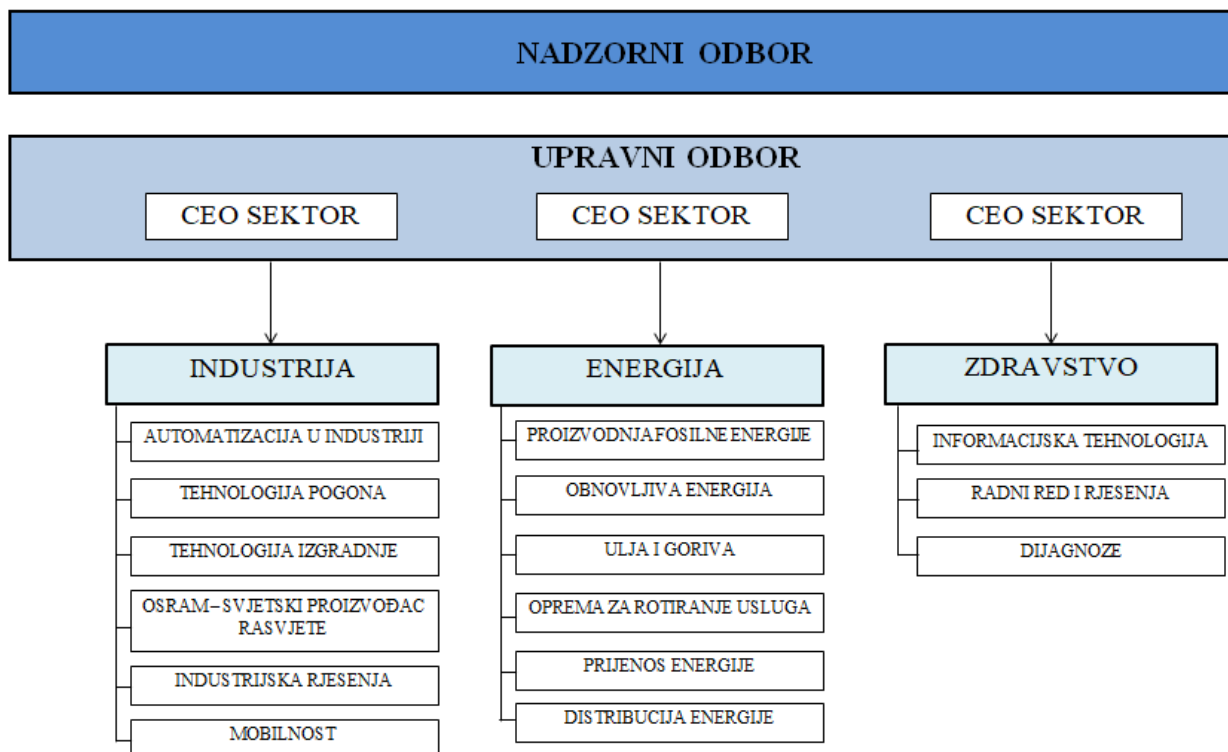 NADZORNI ODBOR
UPRAVNI ODBOR
CEO SEKTOR
CEO SEKTOR
CEO SEKTOR
INDUSTRIJA
AUTOMATIZACIJA U INDUSTRIJI
TEHNOLOGIJA POGONA
TEHNOLOGIJA IZGRADNJE
OSRAM – SVJETSKI PROIZVOĐAC
RASVJETE
INDUSTRIJSKA RJESENJA
MOBILNOST
ENERGIJA
PROIZVODNJA FOSILNE ENERGIJE
OBNOVLJIVA ENERGIJA
ULJA I GORIVA
OPREMA ZA ROTIRANJE USLUGA
PRIJENOS ENERGIJE
DISTRIBUCIJA ENERGIJE
ZDRAVSTVO
INFORMACIJSKA TEHNOLOGIJA
RADNI RED I RJESENJA
DIJAGNOZE